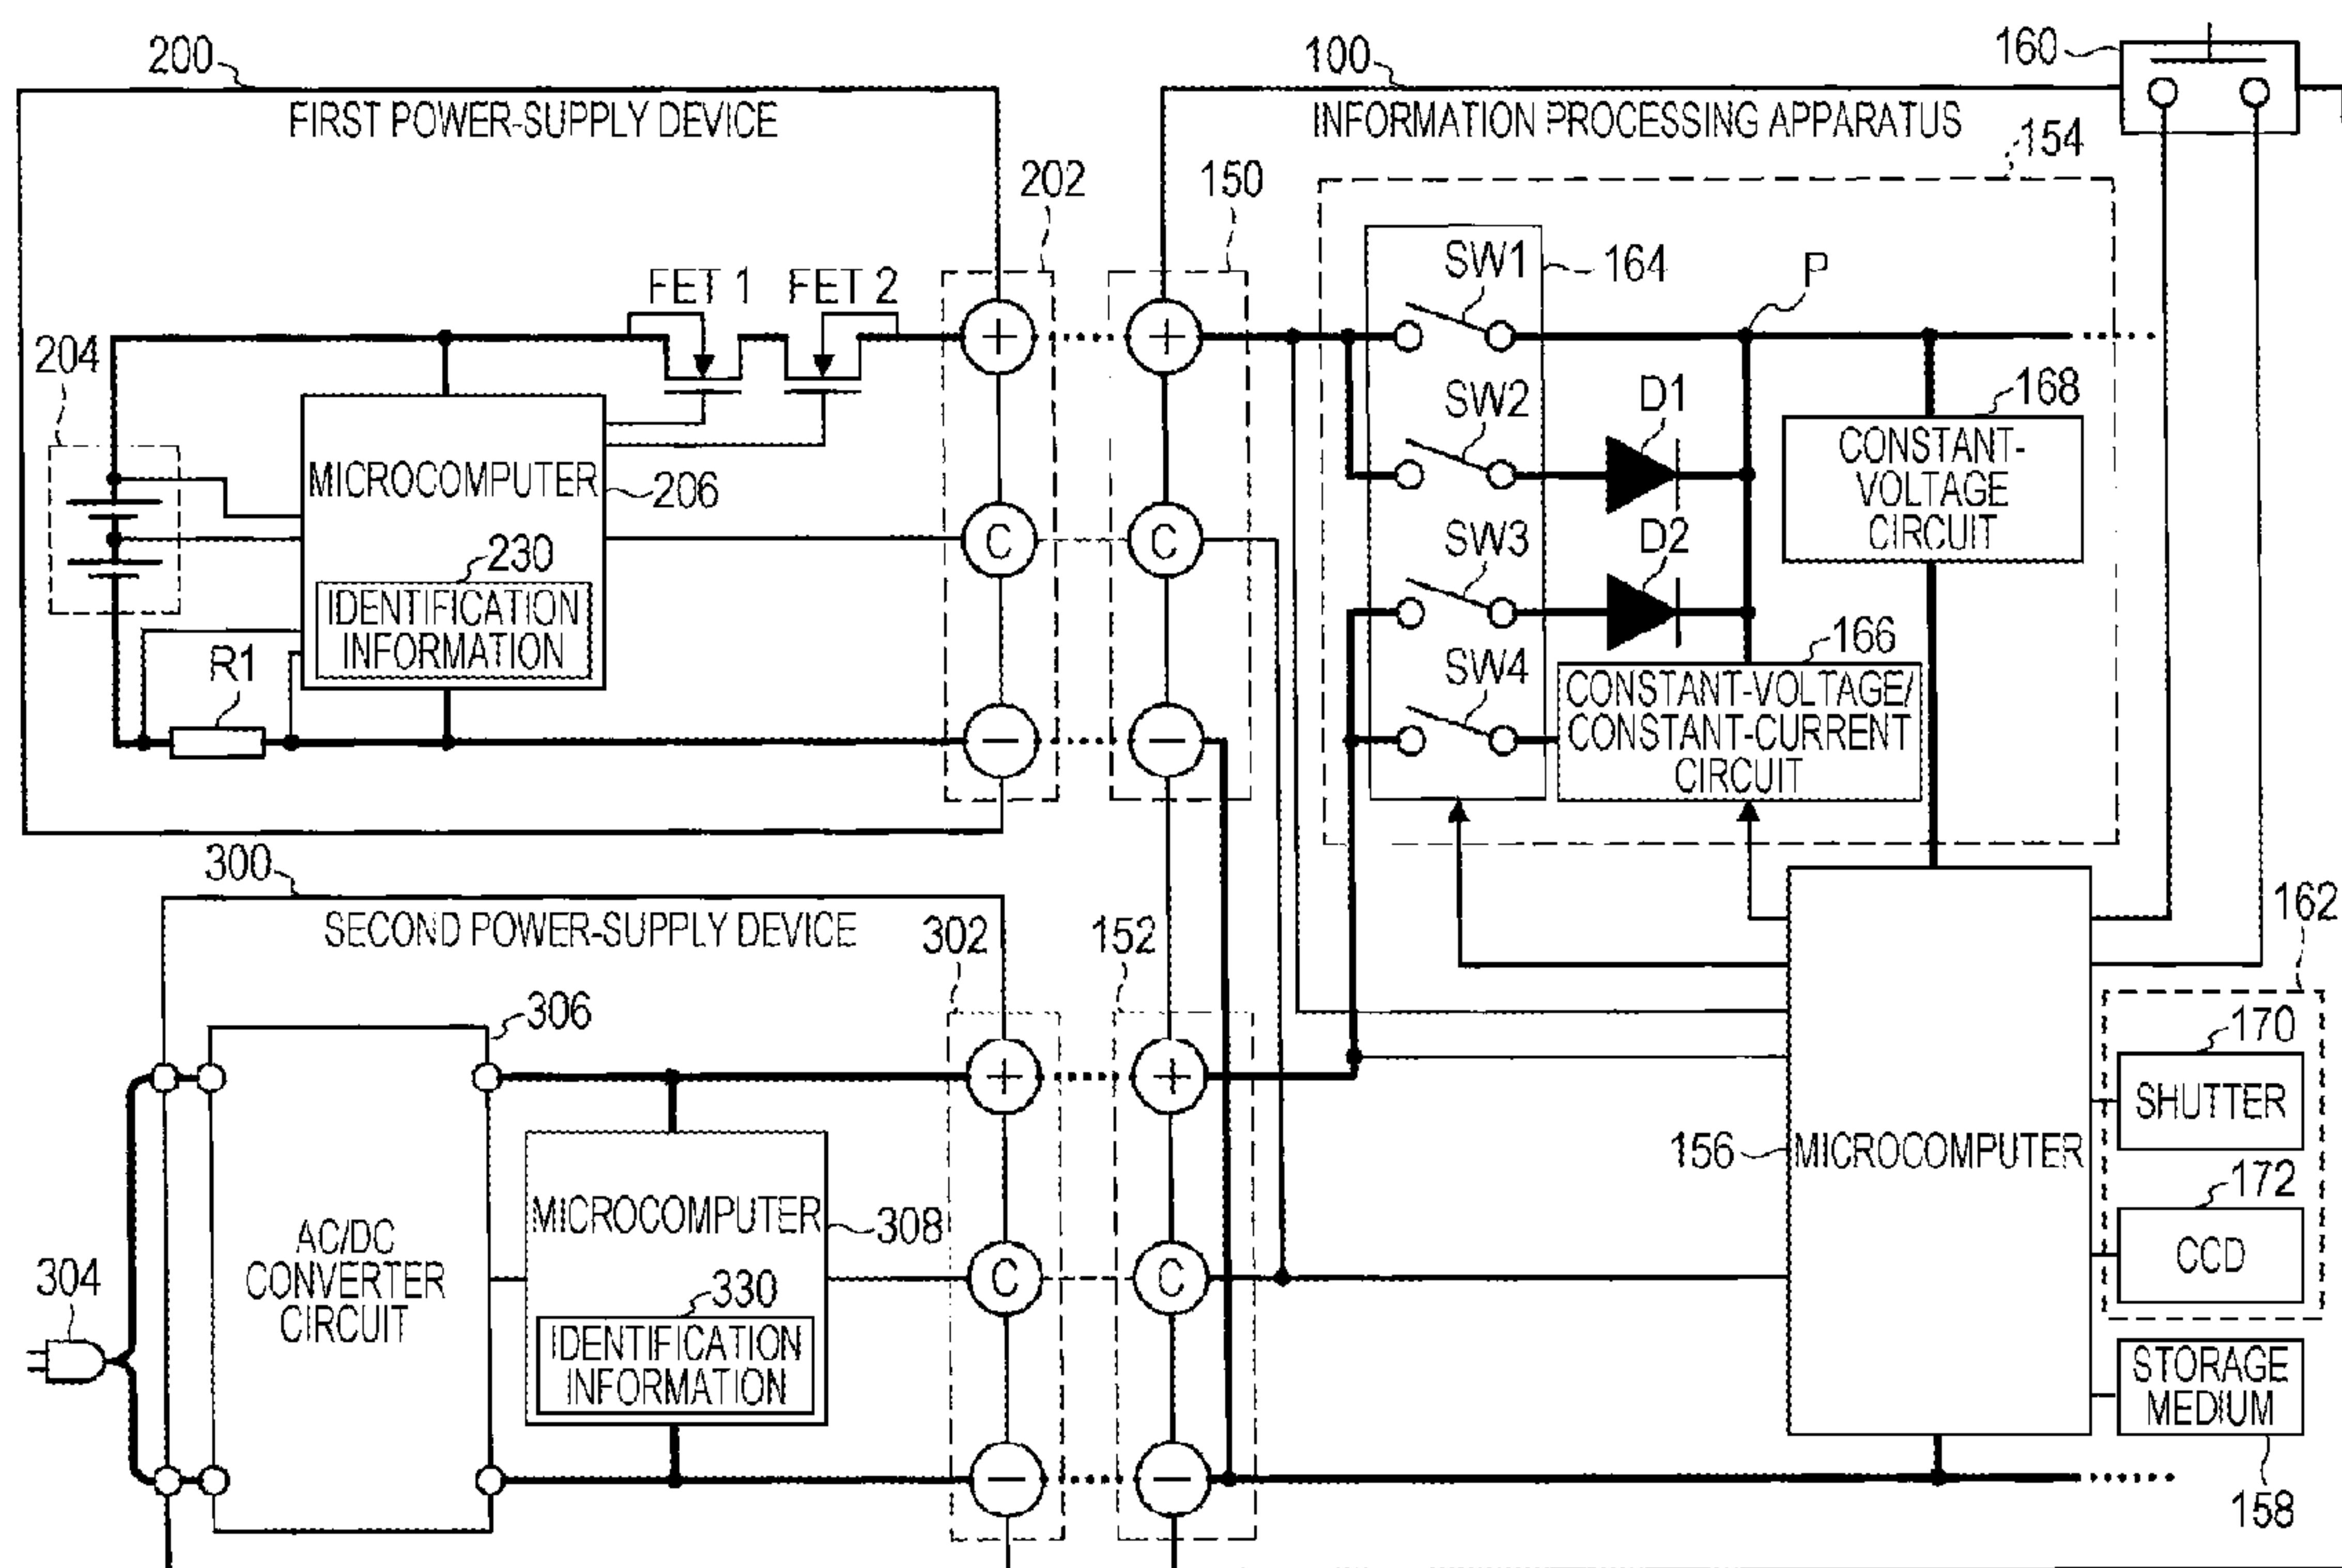 200
FIRST POWER-SUPPLY DEVICE
100
INFORMATION PROCESSING APPARATUS
160
154
202
150
FET 1
FET 2
SW1
164
P
204
+
+
SW2
D1
168
CONSTANT-
VOLTAGE
CIRCUIT
MICROCOMPUTER
206
C
C
SW3
D2
230
IDENTIFICATION
INFORMATION
R1
SW4
166
CONSTANT-VOLTAGE/
CONSTANT-CURRENT
CIRCUIT
−
−
300
SECOND POWER-SUPPLY DEVICE
302
152
162
306
170
SHUTTER
+
+
156
MICROCOMPUTER
172
CCD
MICROCOMPUTER
308
AC/DC
CONVERTER
CIRCUIT
C
C
304
330
IDENTIFICATION
INFORMATION
STORAGE
MEDIUM
−
−
158